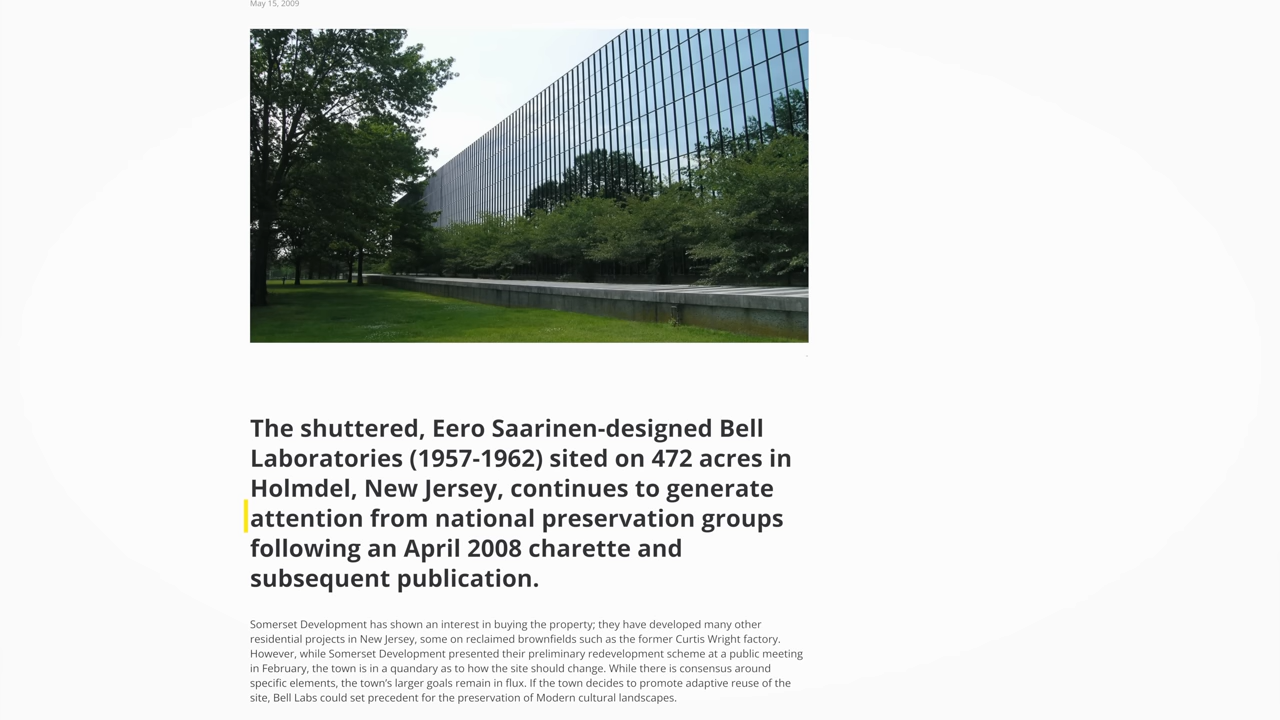 May 15, 2009
The shuttered, Eero Saarinen-designed Bell
Laboratories (1957-1962) sited on 472 acres in
Holmdel, New Jersey, continues to generate
attention from national preservation groups
following an April 2008 charette and
subsequent publication.
Somerset Development has shown an interest in buying the property; they have developed many other
residential projects in New Jersey, some on reclaimed brownfields such as the former Curtis Wright factory.
However, while Somerset Development presented their preliminary redevelopment scheme at a public meeting
in February, the town is in a quandary as to how the site should change. While there is consensus around
specific elements, the town’s larger goals remain in flux. If the town decides to promote adaptive reuse of the
site, Bell Labs could set precedent for the preservation of Modern cultural landscapes.